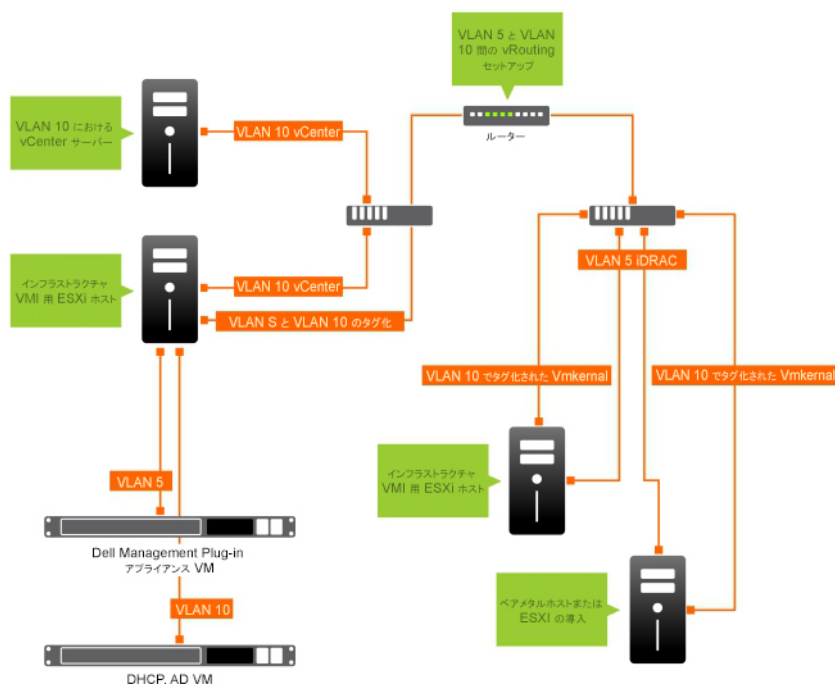 VLAN 5 と VLAN
10 間の vRouting
セットアップ
ルーター
VLAN 10 における
vCenter サーバー
VLAN 10 vCenter
インフラストラクチャ
VMI 用 ESXi ホスト
VLAN 10 vCenter
VLAN S と VLAN 10 のタグ化
VLAN 5 iDRAC
VLAN 10 でタグ化された Vmkernal
VLAN 10 でタグ化された Vmkernal
インフラストラクチャ
VMI 用 ESXi ホスト
VLAN 5
Dell Management Plug-in
アプライアンス VM
VLAN 10
DHCP, AD VM
ベアメタルホストまたは
ESXI の導入